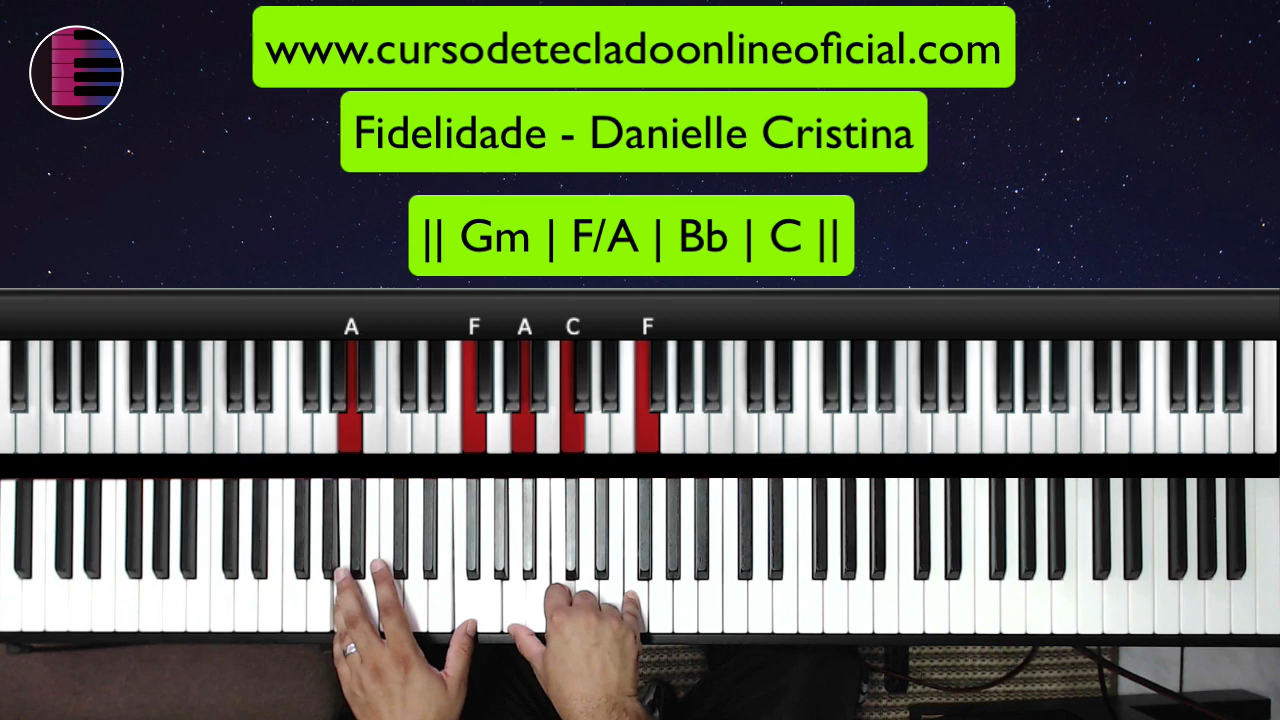 www.cursodetecladoonlineoficial.com
Fidelidade - Danielle Cristina
|| Gm | F/A | Bb | C ||
A F A C F